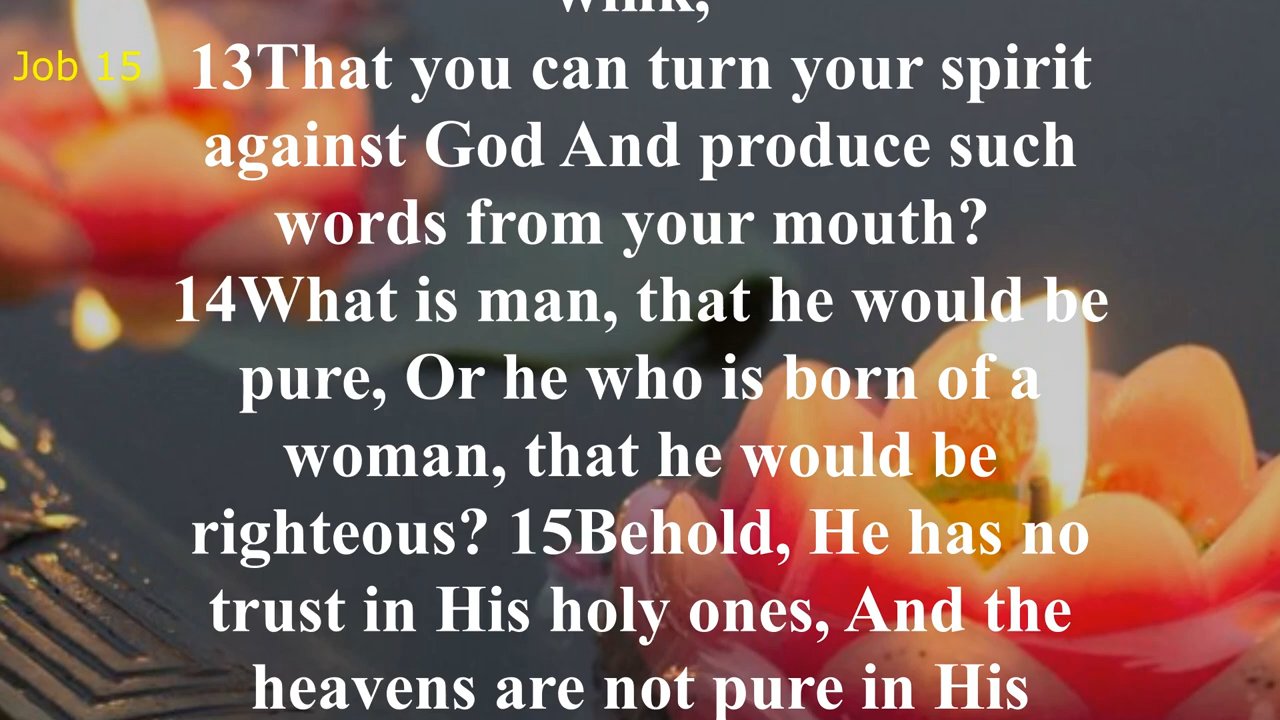 wink,
Job 15
13That you can turn your spirit
against God And produce such
words from your mouth?
14What is man, that he would be
pure, Or he who is born of a
woman, that he would be
righteous? 15Behold, He has no
trust in His holy ones, And the
heavens are not pure in His